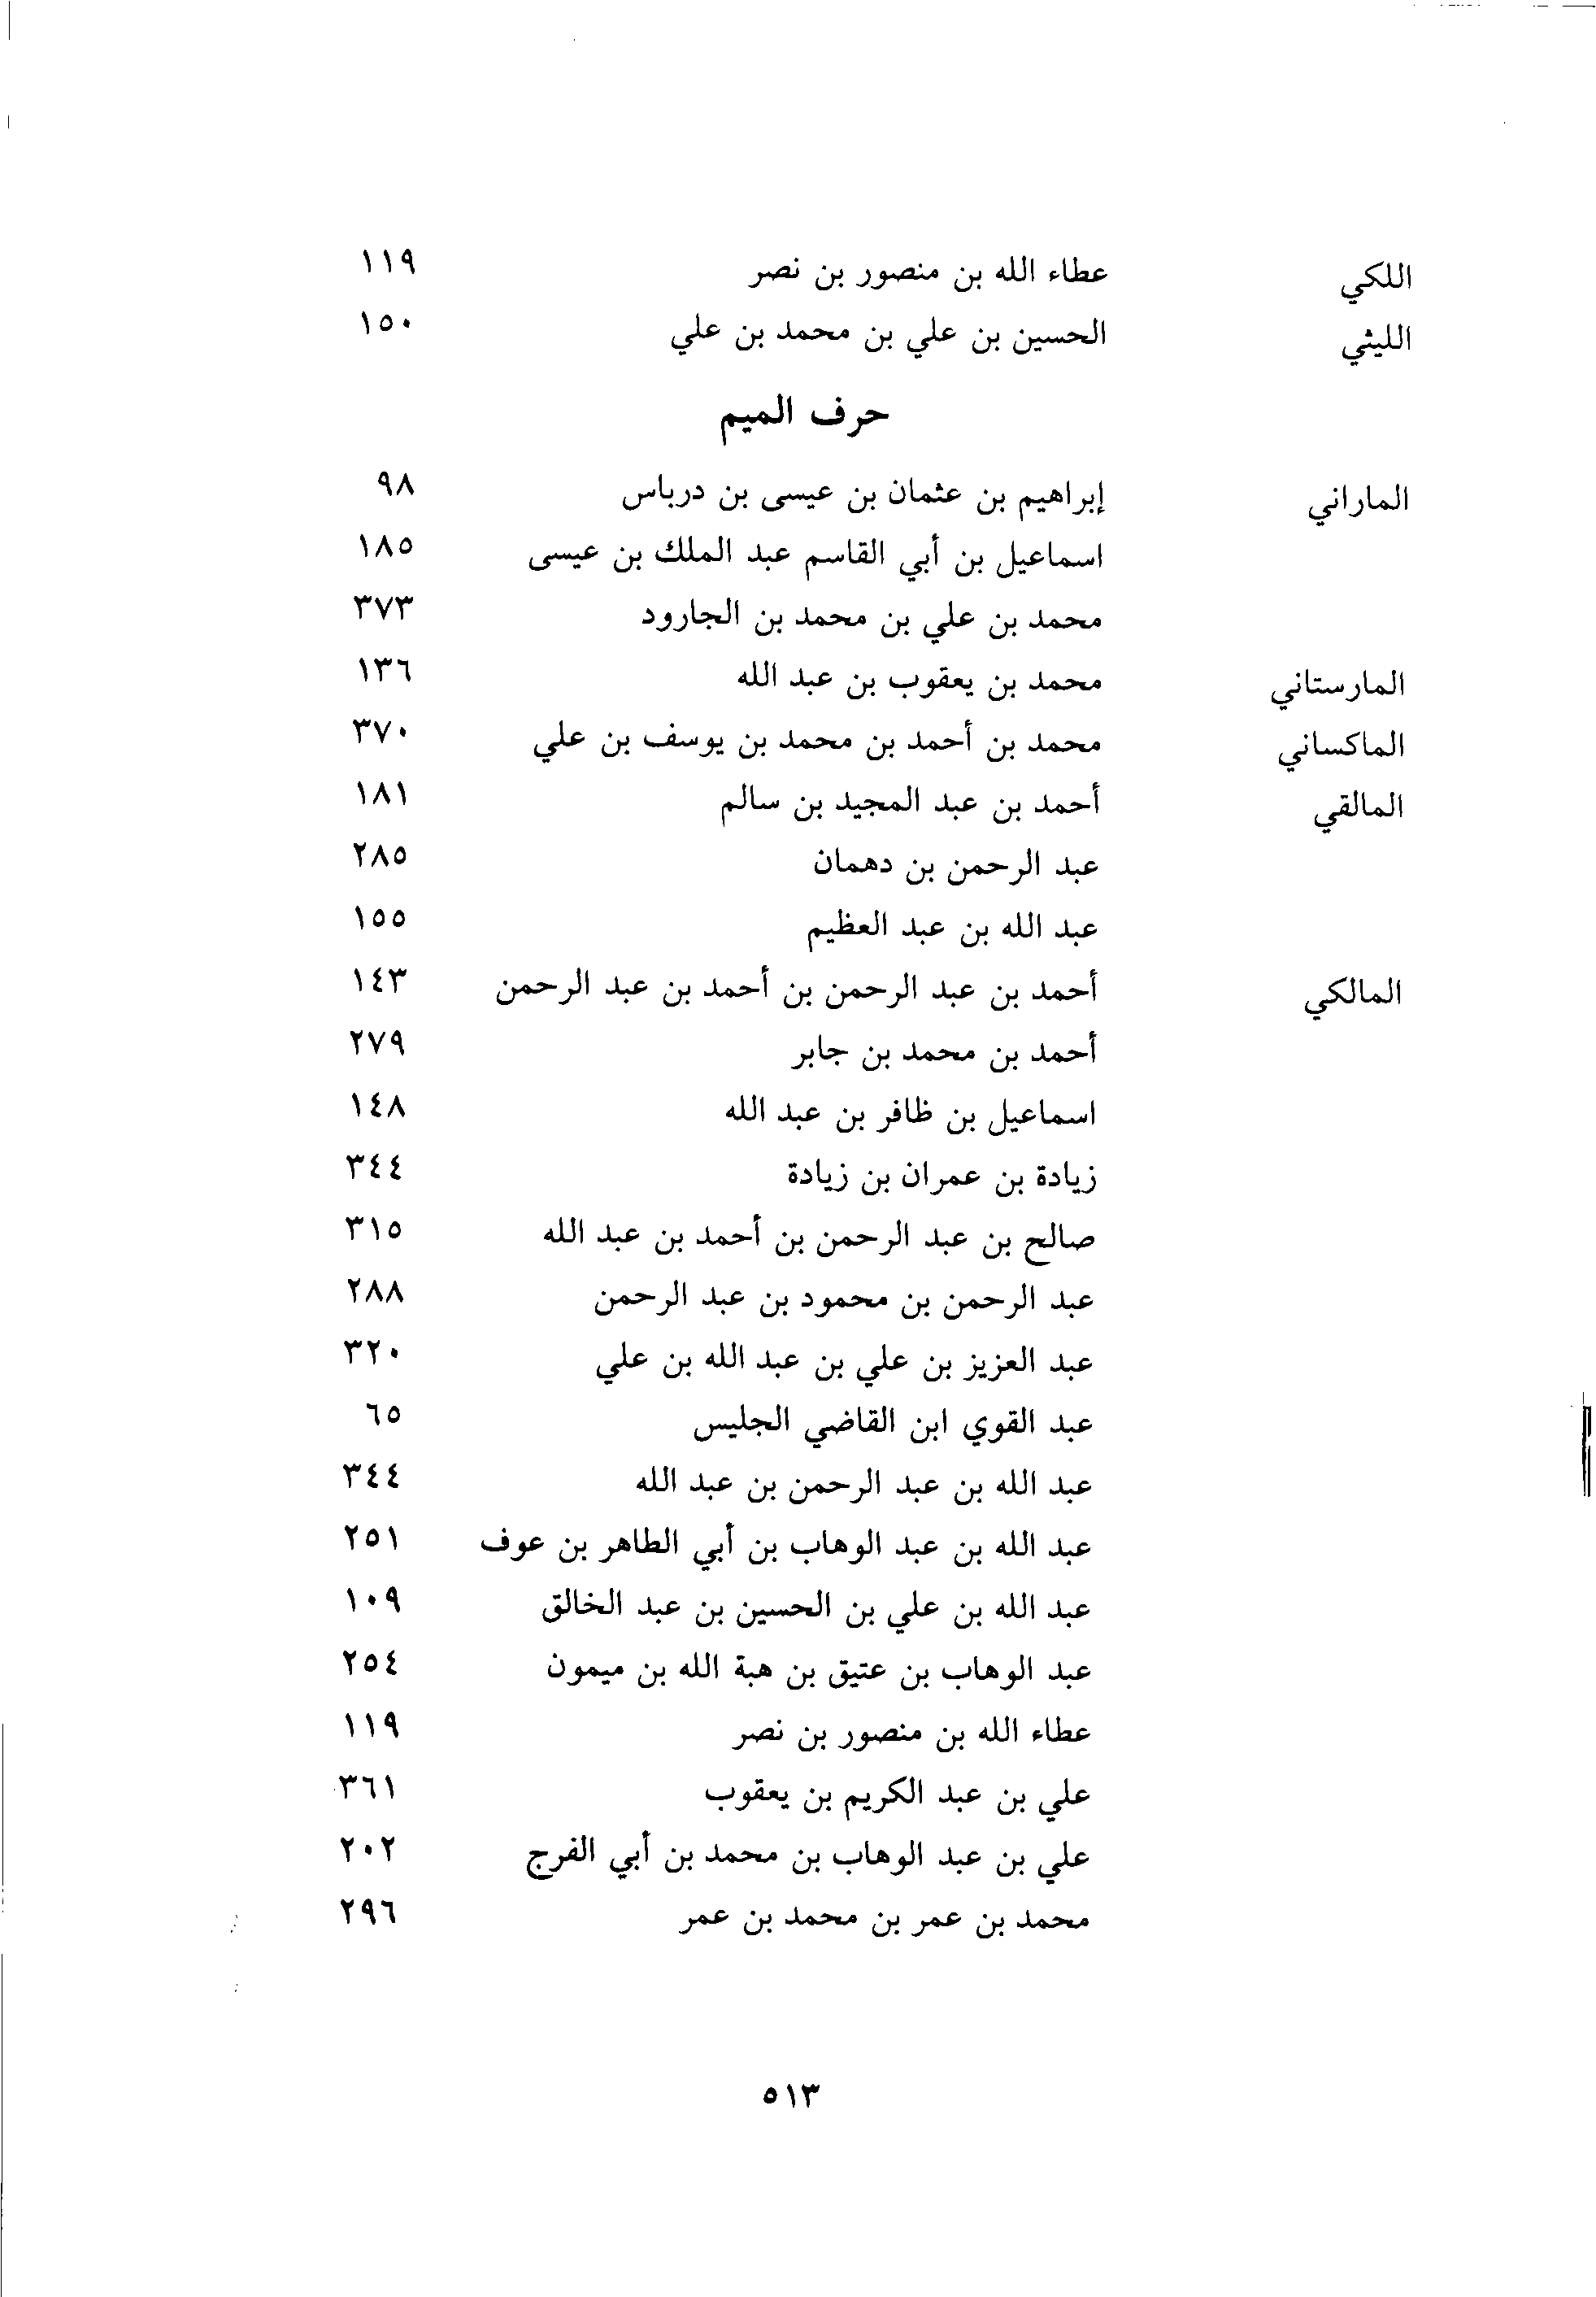 اللكي عطاء الله بن منصور بن نصر ١١٩
الليثي الحسين بن علي بن محمد بن علي ١٥٠
حرف الميم
الماراني إبراهيم بن عثمان بن عيسى بن درباس ٩٨
اسماعيل بن أبي القاسم عبد الملك بن عيسى ١٨٥
محمد بن علي بن محمد بن الجارود ٣٧٣
المارستاني محمد بن يعقوب بن عبد الله ١٣٦
الماكساني محمد بن أحمد بن محمد بن يوسف بن علي ٣٧٠
المالقي أحمد بن عبد المجيد بن سالم ١٨١
عبد الرحمن بن دهمان ٢٨٥
عبد الله بن عبد العظيم ١٥٥
المالكي أحمد بن عبد الرحمن بن أحمد بن عبد الرحمن ١٤٣
أحمد بن محمد بن جابر ٢٧٩
اسماعيل بن ظافر بن عبد الله ١٤٨
زيادة بن عمران بن زيادة ٣٤٤
صالح بن عبد الرحمن بن أحمد بن عبد الله ٣١٥
عبد الرحمن بن محمود بن عبد الرحمن ٢٨٨
عبد العزيز بن علي بن عبد الله بن علي ٣٢٠
عبد القوي ابن القاضي الجليس ٦٥
عبد الله بن عبد الرحمن بن عبد الله ٣٤٤
عبد الله بن عبد الوهاب بن أبي الطاهر بن عوف ٢٥١
عبد الله بن علي بن الحسين بن عبد الخالق ١٠٩
عبد الوهاب بن عتيق بن هبة الله بن ميمون ٢٥٤
عطاء الله بن منصور بن نصر ١١٩
علي بن عبد الكريم بن يعقوب ٣٦١
علي بن عبد الوهاب بن محمد بن أبي الفرج ٢٠٢
محمد بن عمر بن محمد بن عمر ٢٩٦
٥١٣